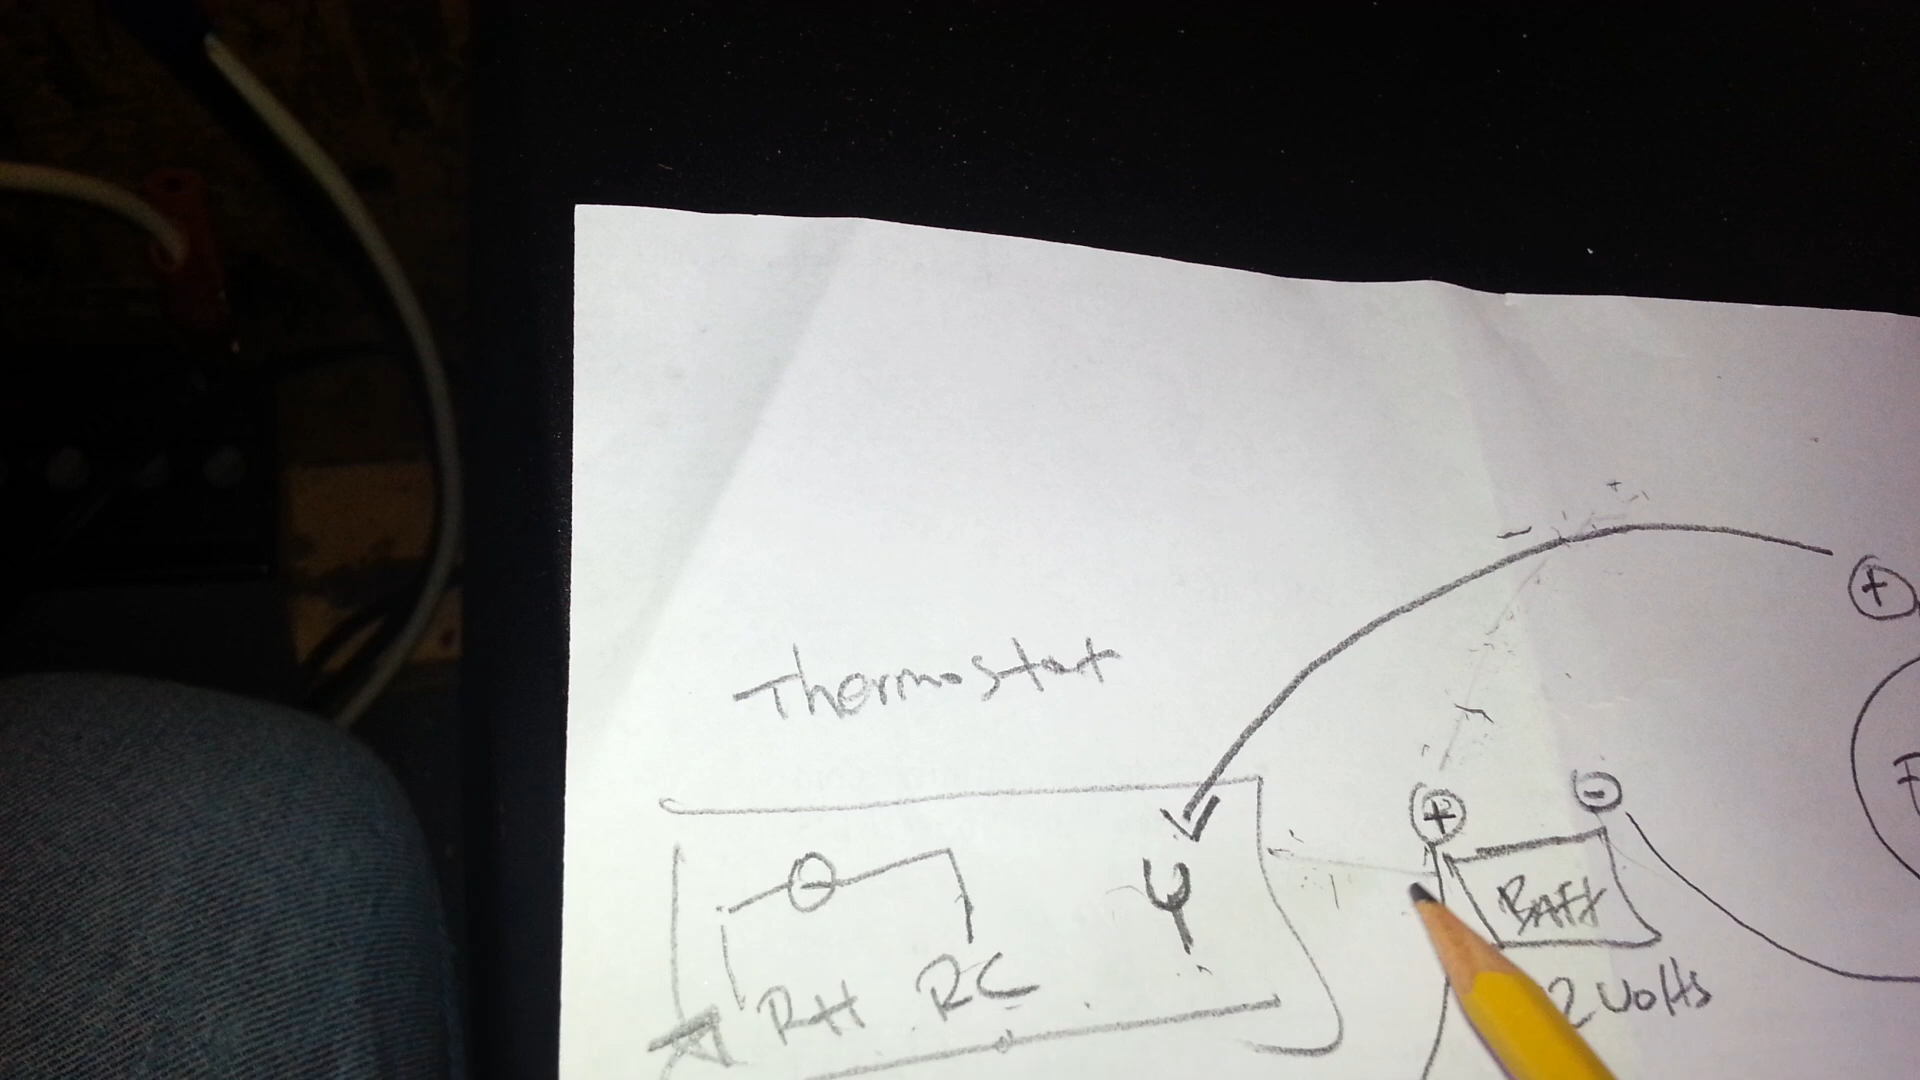 Thermostat
+
+
-
Y
Batt
RH RC
2 Volts